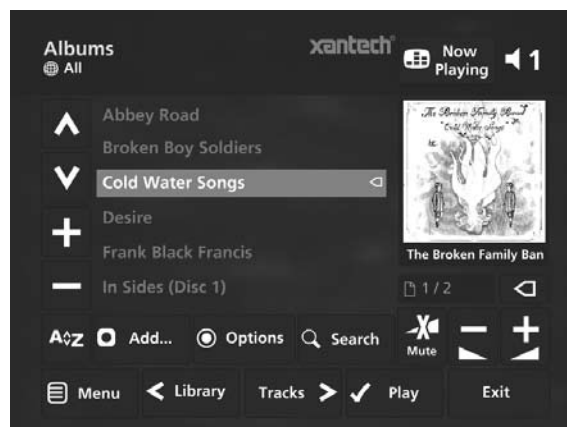 Albums
All
xantech
Now
Playing
1
Abbey Road
Broken Boy Soldiers
Cold Water Songs
Desire
Frank Black Francis
In Sides (Disc 1)
The Broken Family Band
"Cold Water Songs"
The Broken Family Ban
1 / 2
A◊Z
Add...
Options
Search
Mute
Menu
Library
Tracks
Play
Exit